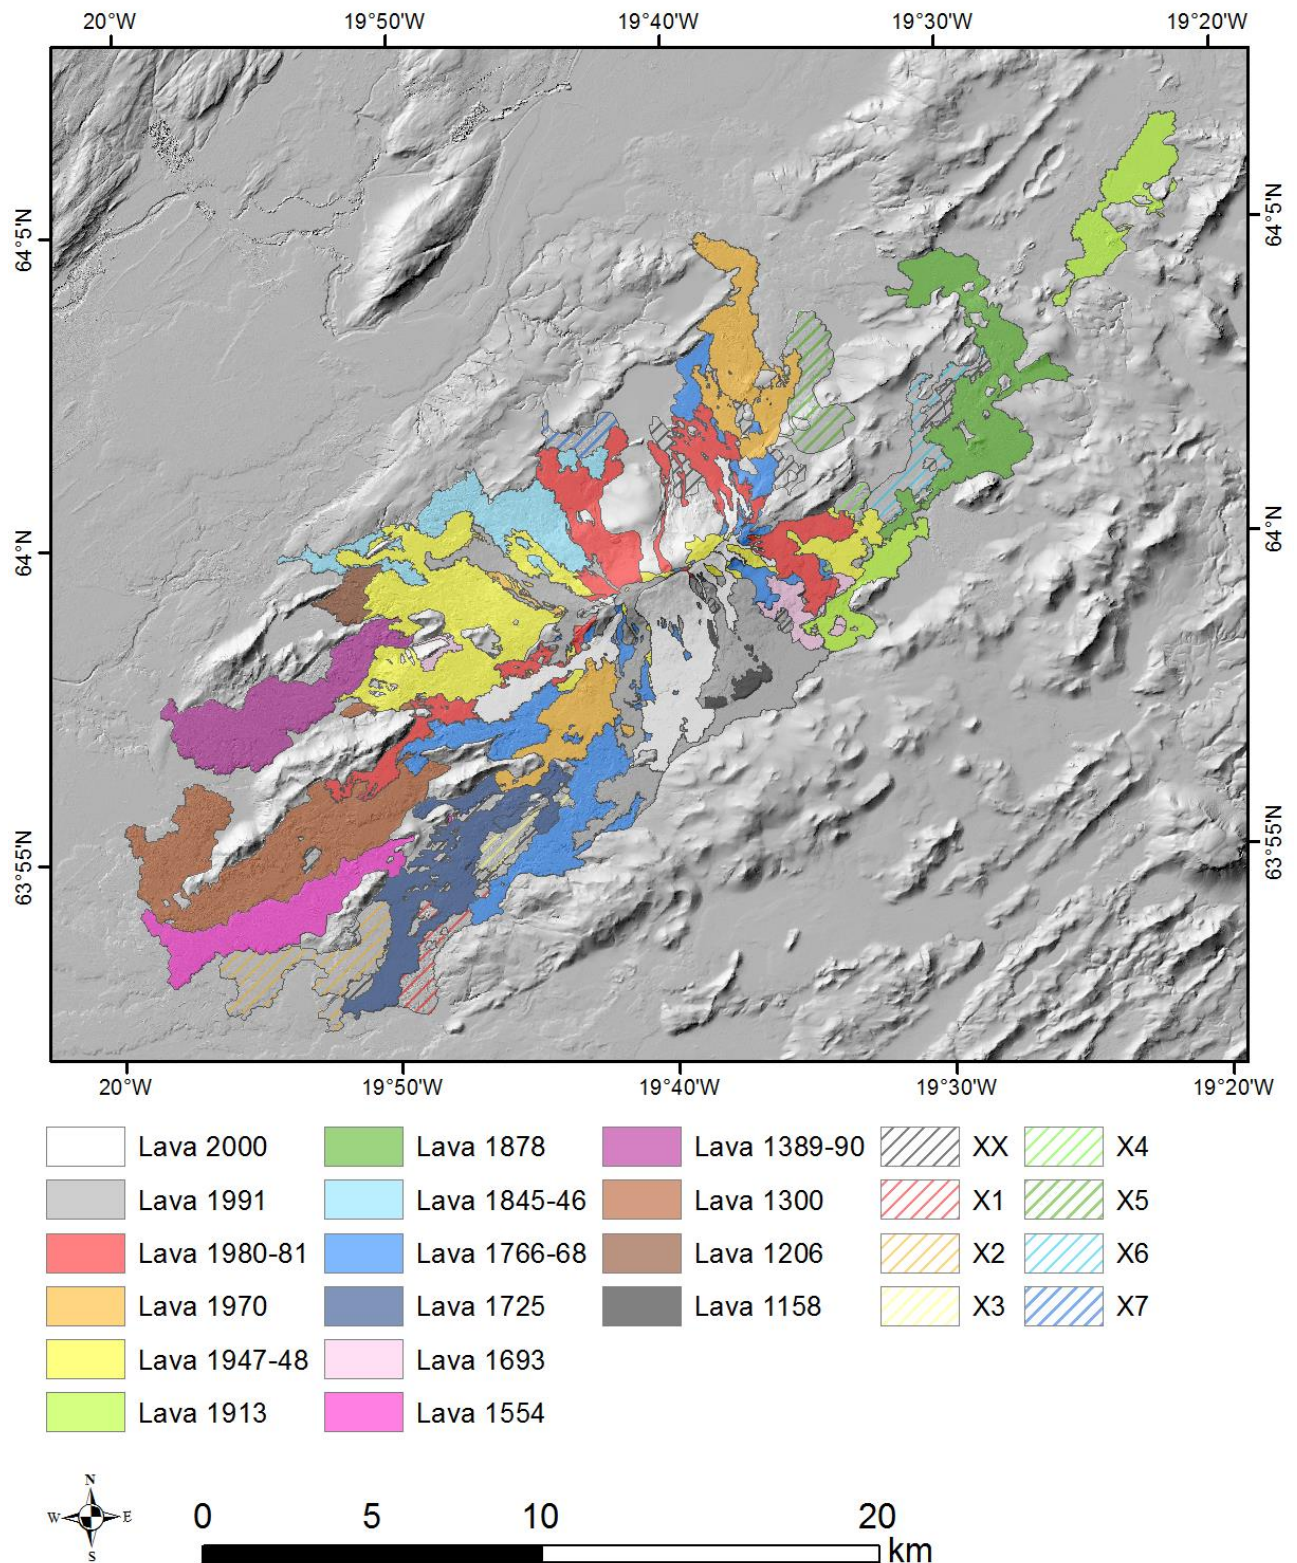 20°W 19°50'W 19°40'W 19°30'W 19°20'W
64°5'N 64°5'N
64°N 64°N
63°55'N 63°55'N
20°W 19°50'W 19°40'W 19°30'W 19°20'W
Lava 2000 Lava 1878 Lava 1389-90 XX X4
Lava 1991 Lava 1845-46 Lava 1300 X1 X5
Lava 1980-81 Lava 1766-68 Lava 1206 X2 X6
Lava 1970 Lava 1725 Lava 1158 X3 X7
Lava 1947-48 Lava 1693
Lava 1913 Lava 1554
N
W E
S
0 5 10 20
km